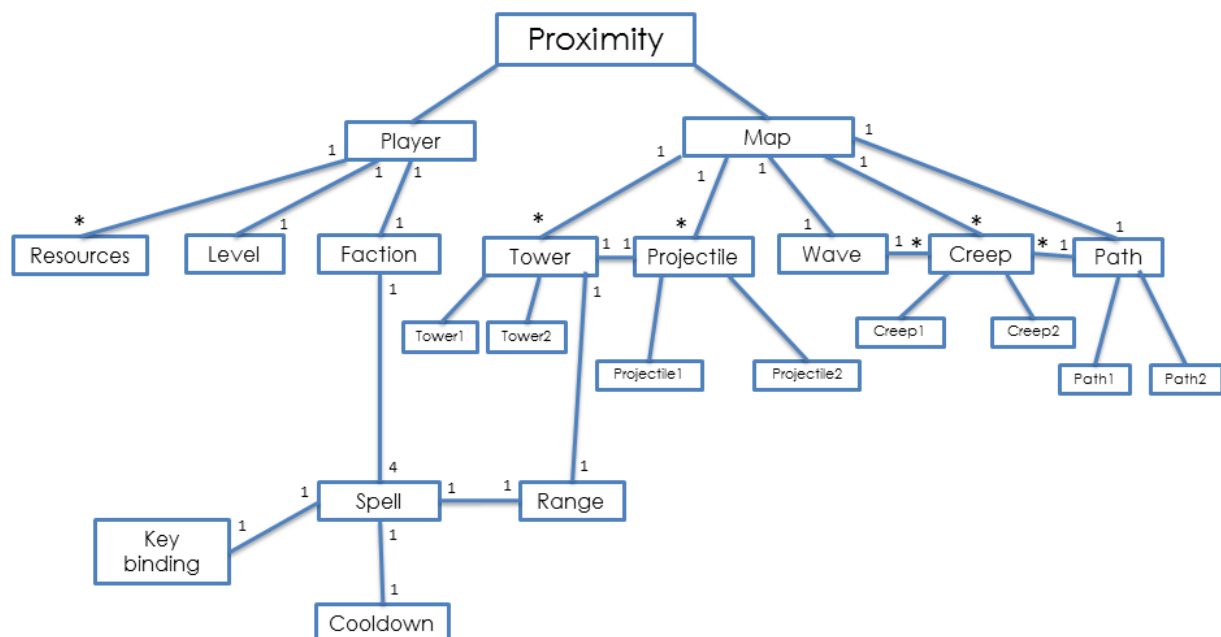 Proximity
Player
Map
1
1
1
1
1
1
1
1
*
1
1
*
*
1
*
1
Resources
Level
Faction
Tower
1
1
Projectile
Wave
1
*
Creep
*
1
Path
1
1
Tower1
Tower2
Creep1
Creep2
Projectile1
Projectile2
Path1
Path2
4
1
1
Spell
1
1
Range
1
1
Key
binding
1
Cooldown